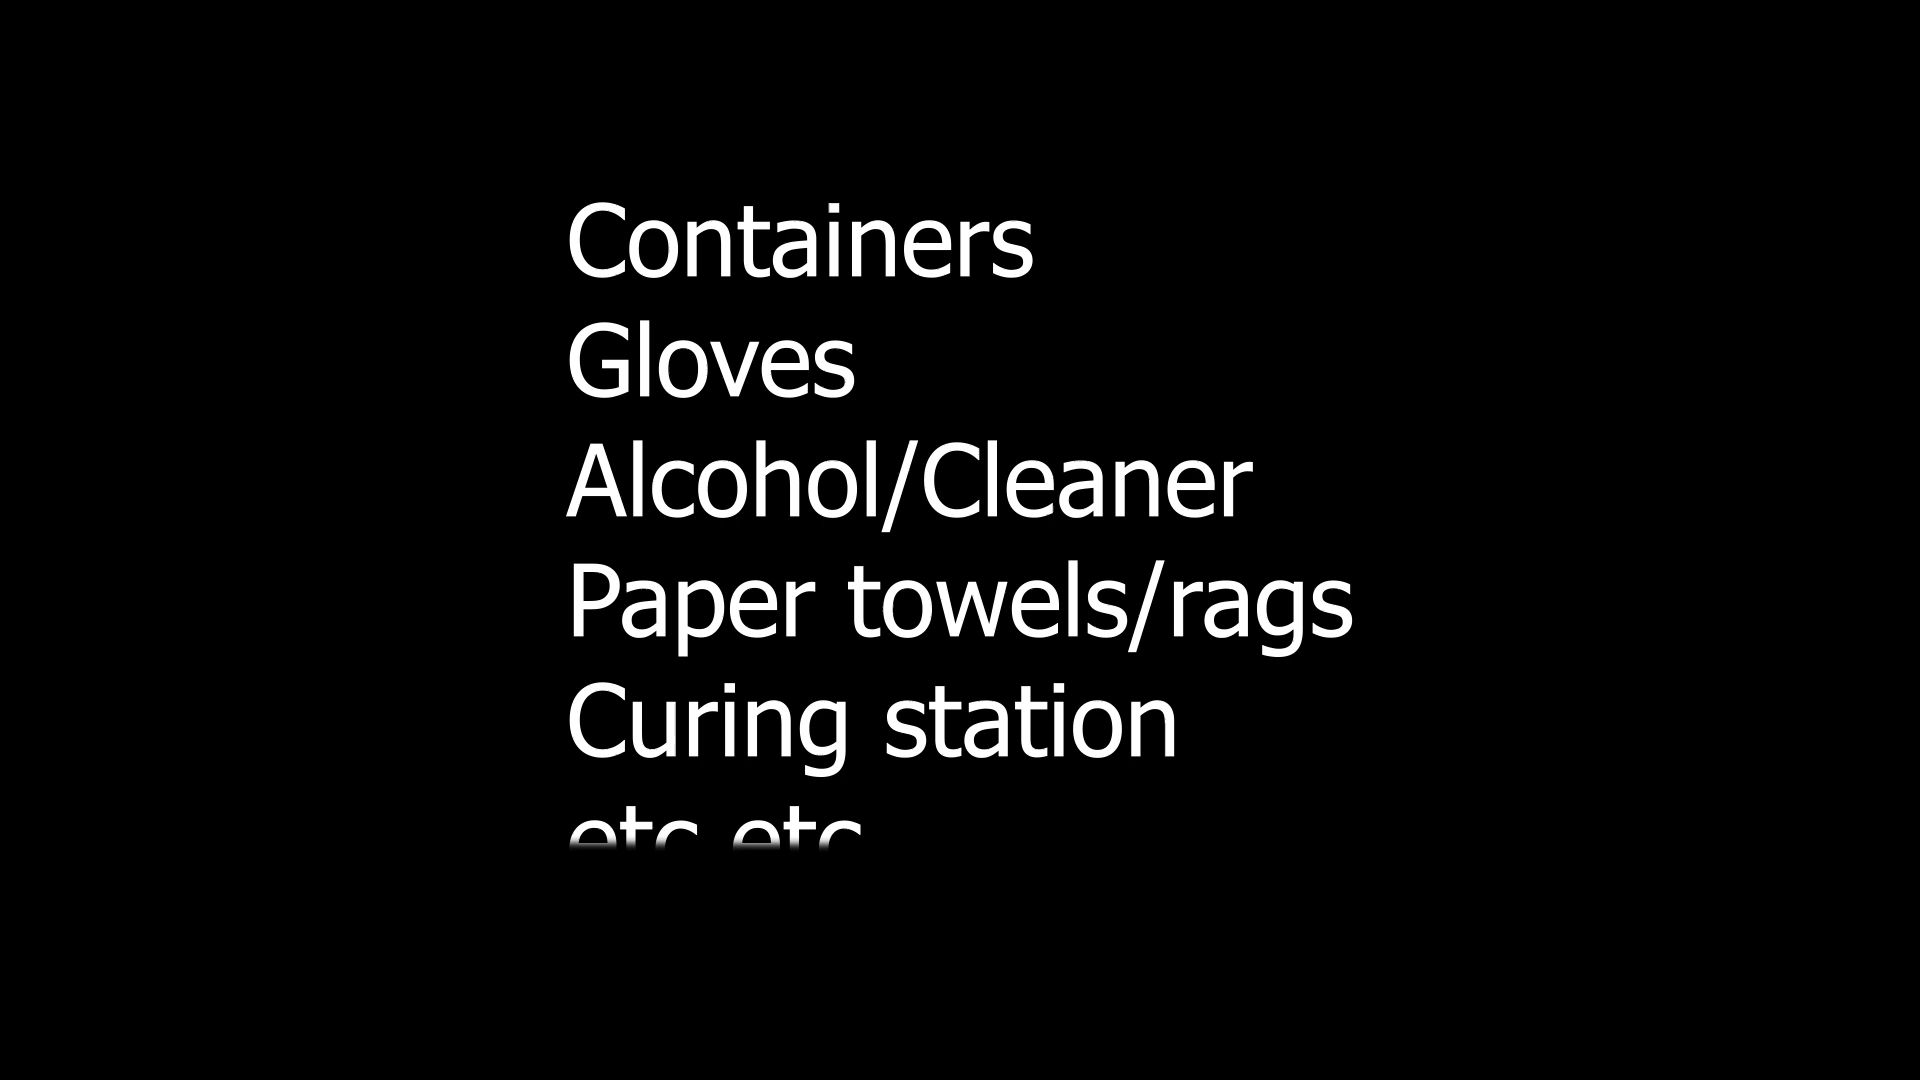 Containers
Gloves
Alcohol/Cleaner
Paper towels/rags
Curing station
etc etc